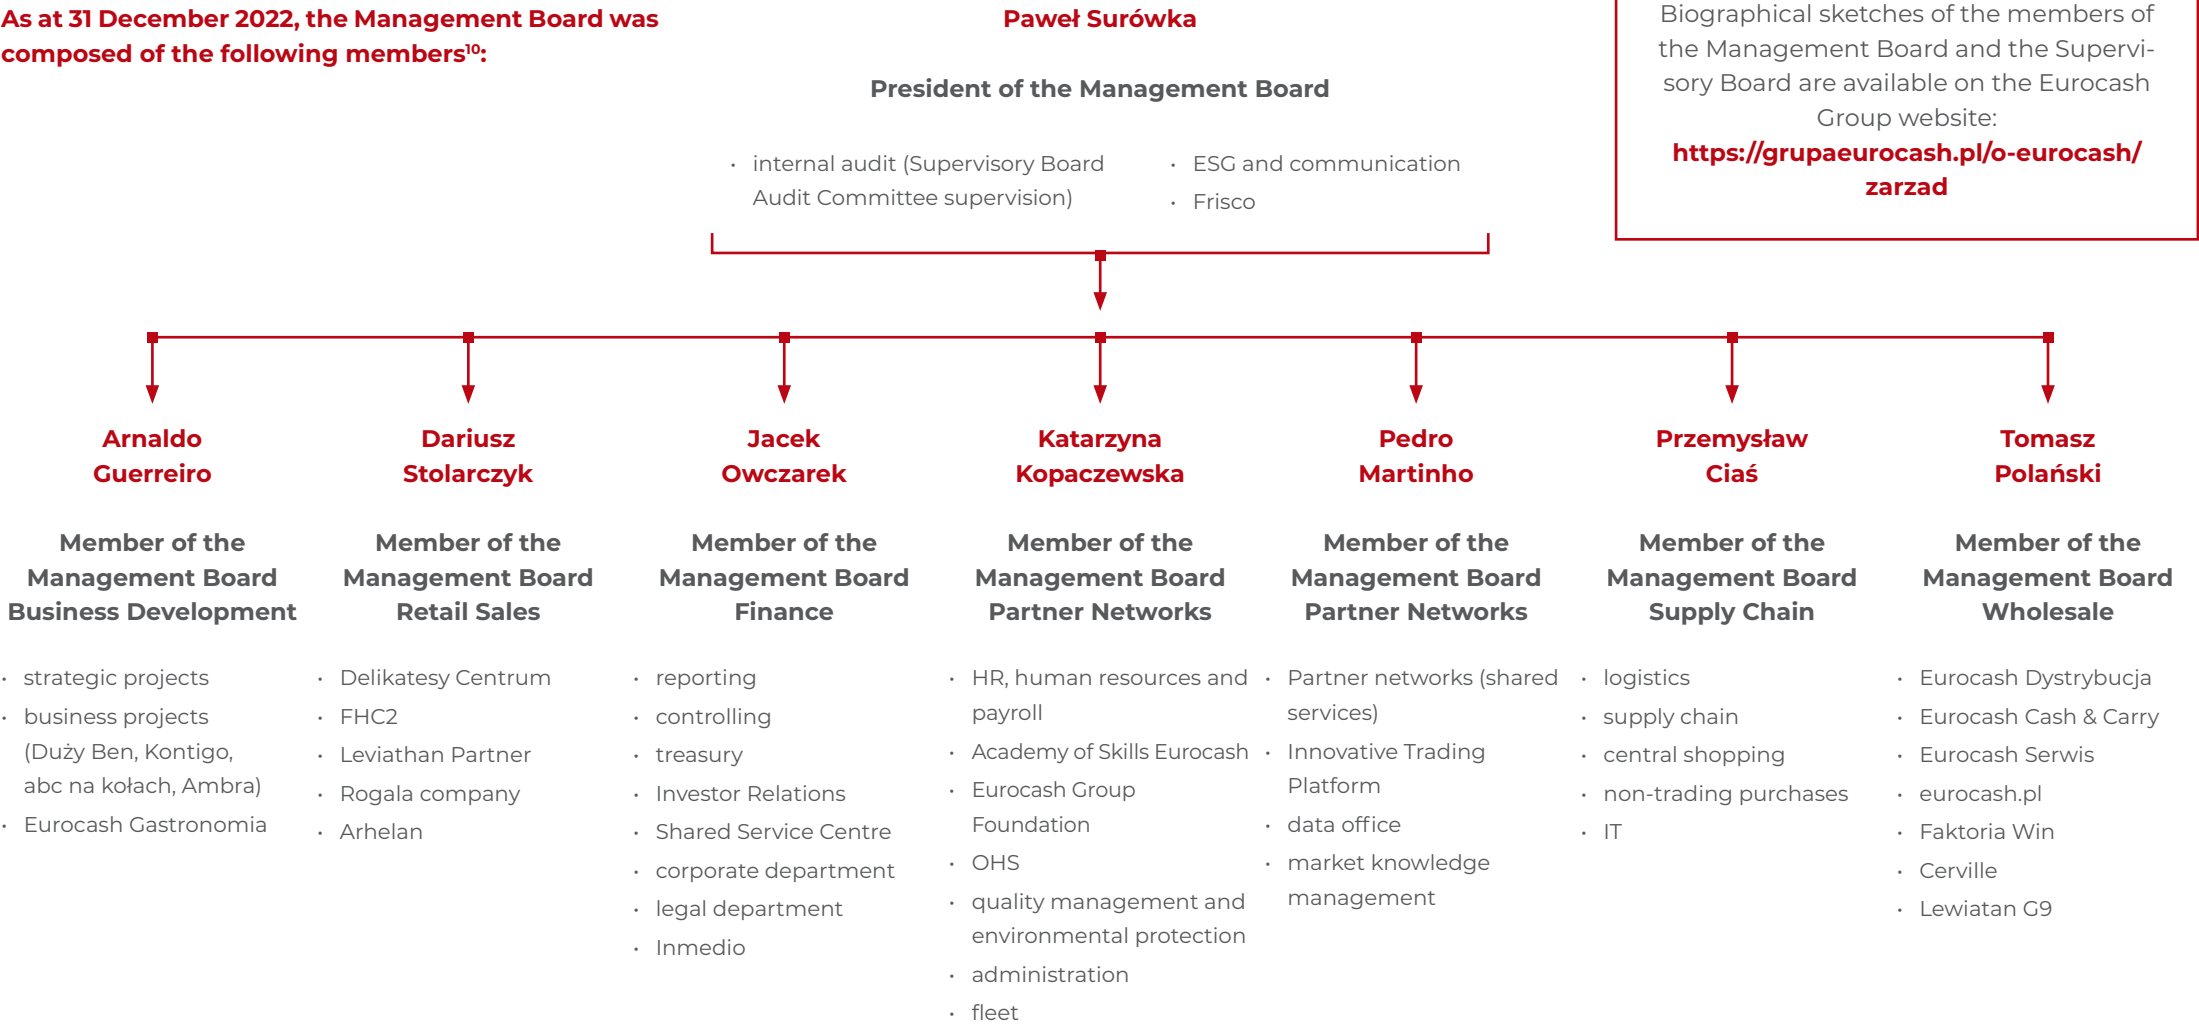 As at 31 December 2022, the Management Board was
composed of the following members¹⁰:
Paweł Surówka
President of the Management Board
• internal audit (Supervisory Board
Audit Committee supervision)
• ESG and communication
• Frisco
Biographical sketches of the members of
the Management Board and the Supervi-
sory Board are available on the Eurocash
Group website:
https://grupaeurocash.pl/o-eurocash/
zarzad
Arnaldo
Guerreiro
Member of the
Management Board
Business Development
• strategic projects
• business projects
(Duży Ben, Kontigo,
abc na kołach, Ambra)
• Eurocash Gastronomia
Dariusz
Stolarczyk
Member of the
Management Board
Retail Sales
• Delikatesy Centrum
• FHC2
• Leviathan Partner
• Rogala company
• Arhelan
Jacek
Owczarek
Member of the
Management Board
Finance
• reporting
• controlling
• treasury
• Investor Relations
• Shared Service Centre
• corporate department
• legal department
• Inmedio
Katarzyna
Kopaczewska
Member of the
Management Board
Partner Networks
• HR, human resources and
payroll
• Academy of Skills Eurocash
• Eurocash Group
Foundation
• OHS
• quality management and
environmental protection
• administration
• fleet
Pedro
Martinho
Member of the
Management Board
Partner Networks
• Partner networks (shared
services)
• Innovative Trading
Platform
• data office
• market knowledge
management
Przemysław
Ciaś
Member of the
Management Board
Supply Chain
• logistics
• supply chain
• central shopping
• non-trading purchases
• IT
Tomasz
Polański
Member of the
Management Board
Wholesale
• Eurocash Dystrybucja
• Eurocash Cash & Carry
• Eurocash Serwis
• eurocash.pl
• Faktoria Win
• Cerville
• Lewiatan G9